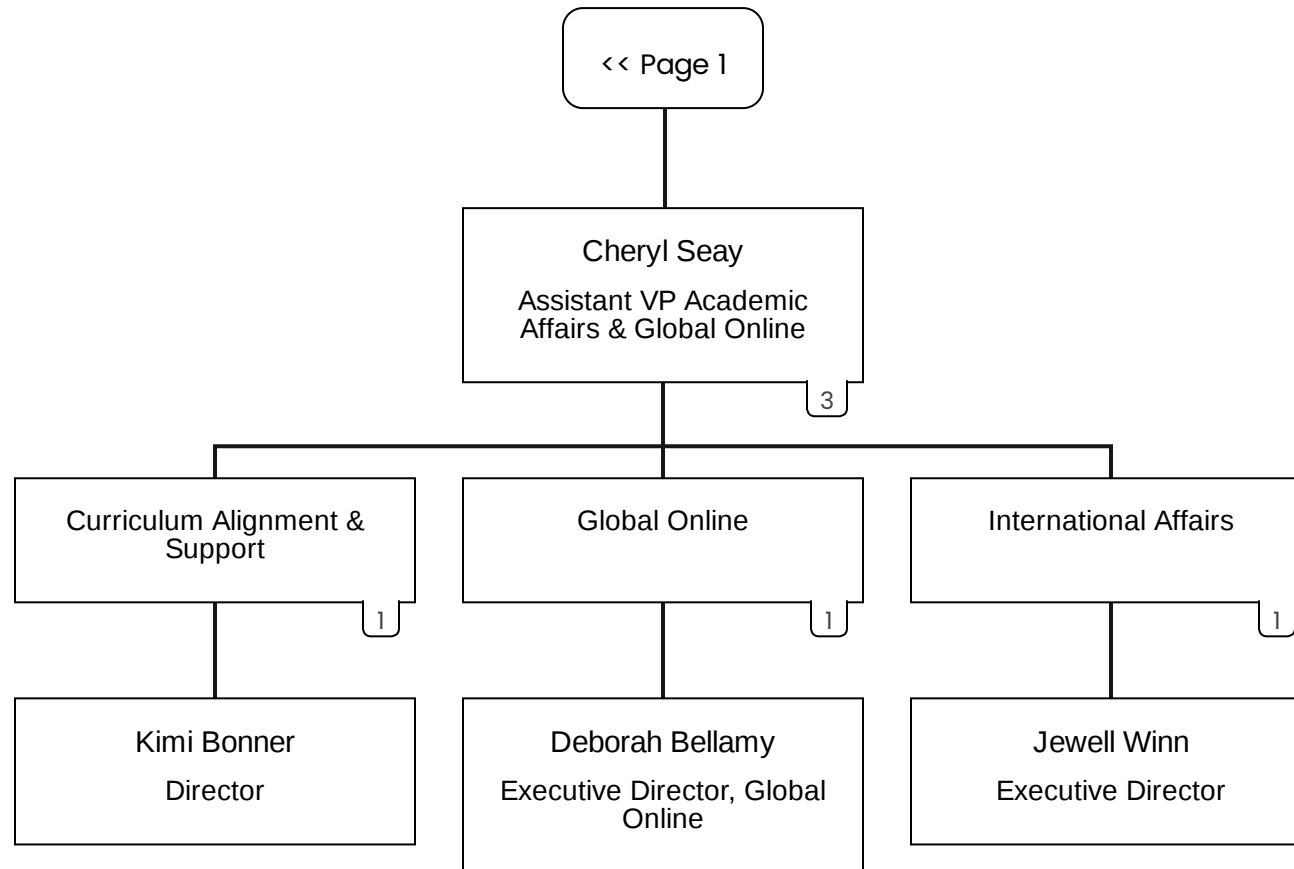 << Page 1
Cheryl Seay
Assistant VP Academic
Affairs & Global Online
3
Curriculum Alignment &
Support
1
Global Online
1
International Affairs
1
Kimi Bonner
Director
Deborah Bellamy
Executive Director, Global
Online
Jewell Winn
Executive Director